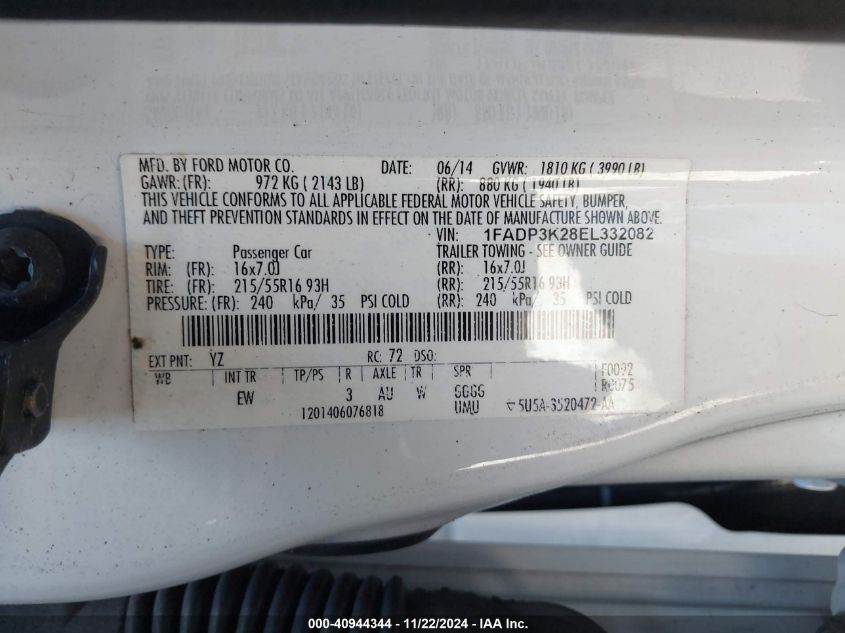 MFD. BY FORD MOTOR CO. DATE: 06/14 GVWR: 1810 KG ( 3990 LB)
GAWR: (FR): 972 KG ( 2143 LB) (RR): 880 KG ( 1940 LB)
THIS VEHICLE CONFORMS TO ALL APPLICABLE FEDERAL MOTOR VEHICLE SAFETY, BUMPER,
AND THEFT PREVENTION STANDARDS IN EFFECT ON THE DATE OF MANUFACTURE SHOWN ABOVE.
VIN: 1FADP3K28EL332082
TYPE: Passenger Car TRAILER TOWING - SEE OWNER GUIDE
RIM: (FR): 16x7.0J (RR): 16x7.0J
TIRE: (FR): 215/55R16 93H (RR): 215/55R16 93H
PRESSURE: (FR): 240 kPa/ 35 PSI COLD (RR): 240 kPa/ 35 PSI COLD
EXT PNT: YZ RC: 72 DSO:
WB INT TR TP/PS R AXLE TR SPR F0092
EW 3 AU W GGGG R0075
1201406076818 UMU 5U5A-3520472-AA
000-40944344 — 11/22/2024 — IAA Inc.